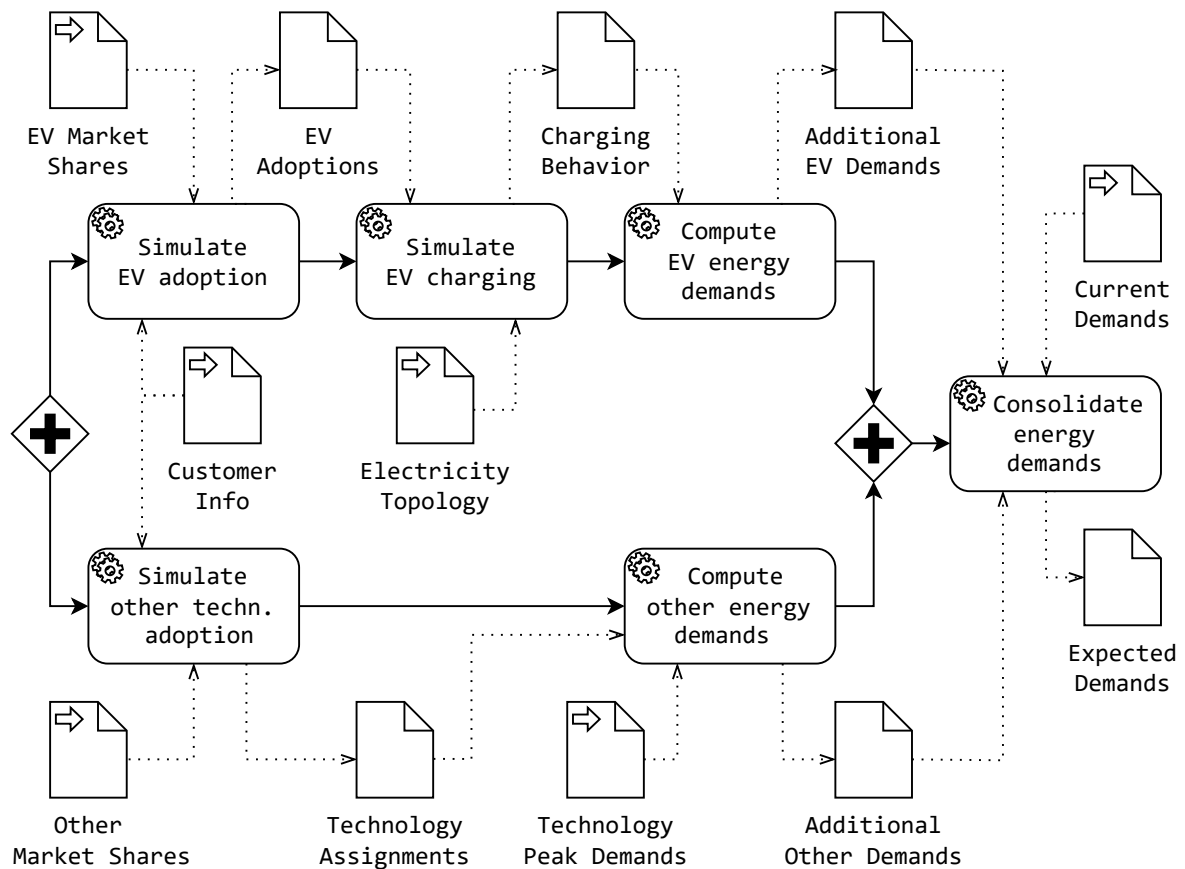 EV Market
Shares
EV
Adoptions
Charging
Behavior
Additional
EV Demands
Simulate
EV adoption
Simulate
EV charging
Compute
EV energy
demands
Current
Demands
Customer
Info
Electricity
Topology
Consolidate
energy
demands
Simulate
other techn.
adoption
Compute
other energy
demands
Expected
Demands
Other
Market Shares
Technology
Assignments
Technology
Peak Demands
Additional
Other Demands